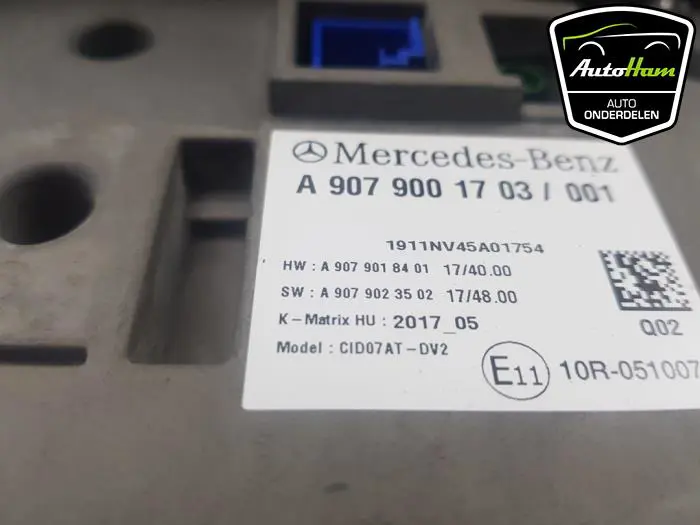 AutoHam
AUTO
ONDERDELEN
Mercedes-Benz
A 907 900 17 03 / 001
1911NV45A01754
HW : A 907 901 84 01 17/40.00
SW : A 907 902 35 02 17/48.00
K-Matrix HU : 2017_05
Q02
Model : CID07AT-DV2
E11 10R-051007